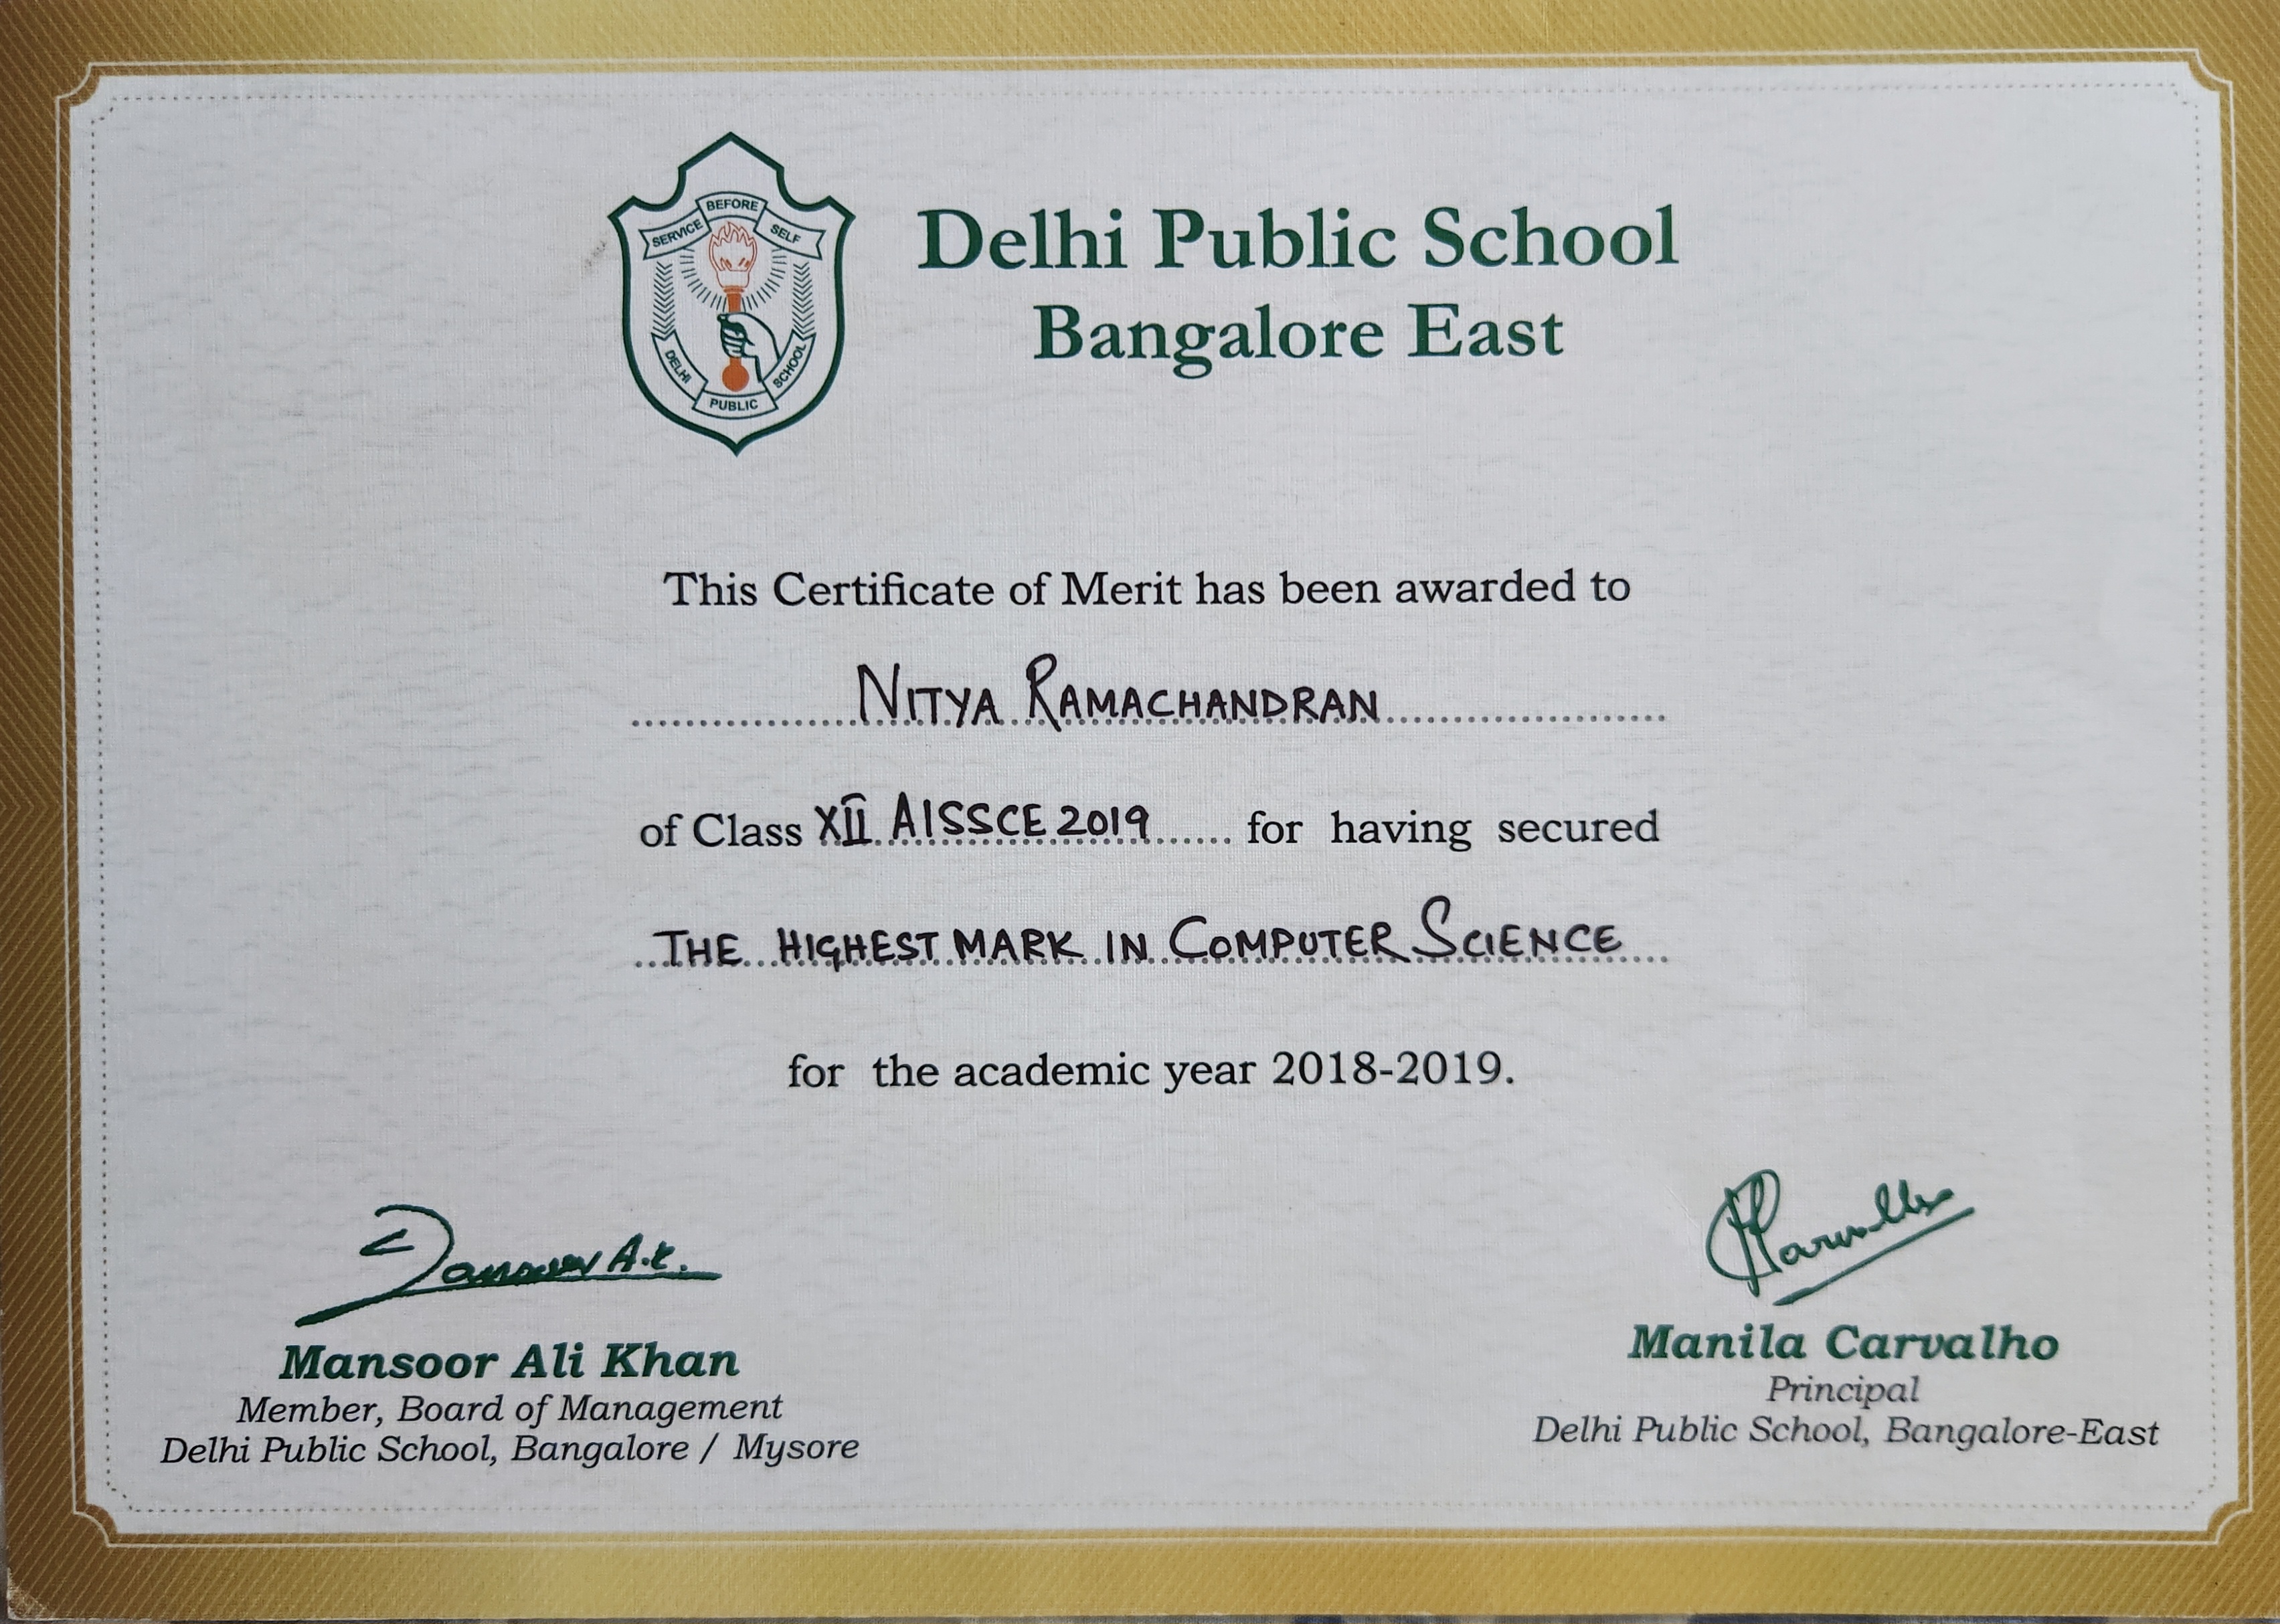 SERVICE BEFORE SELF
DELHI PUBLIC SCHOOL
Delhi Public School
Bangalore East
This Certificate of Merit has been awarded to
NITYA RAMACHANDRAN
of Class XII AISSCE 2019 for having secured
THE HIGHEST MARK IN COMPUTER SCIENCE
for the academic year 2018-2019.
Mansoor A.K.
Mansoor Ali Khan
Member, Board of Management
Delhi Public School, Bangalore / Mysore
Manila Carvalho
Principal
Delhi Public School, Bangalore-East